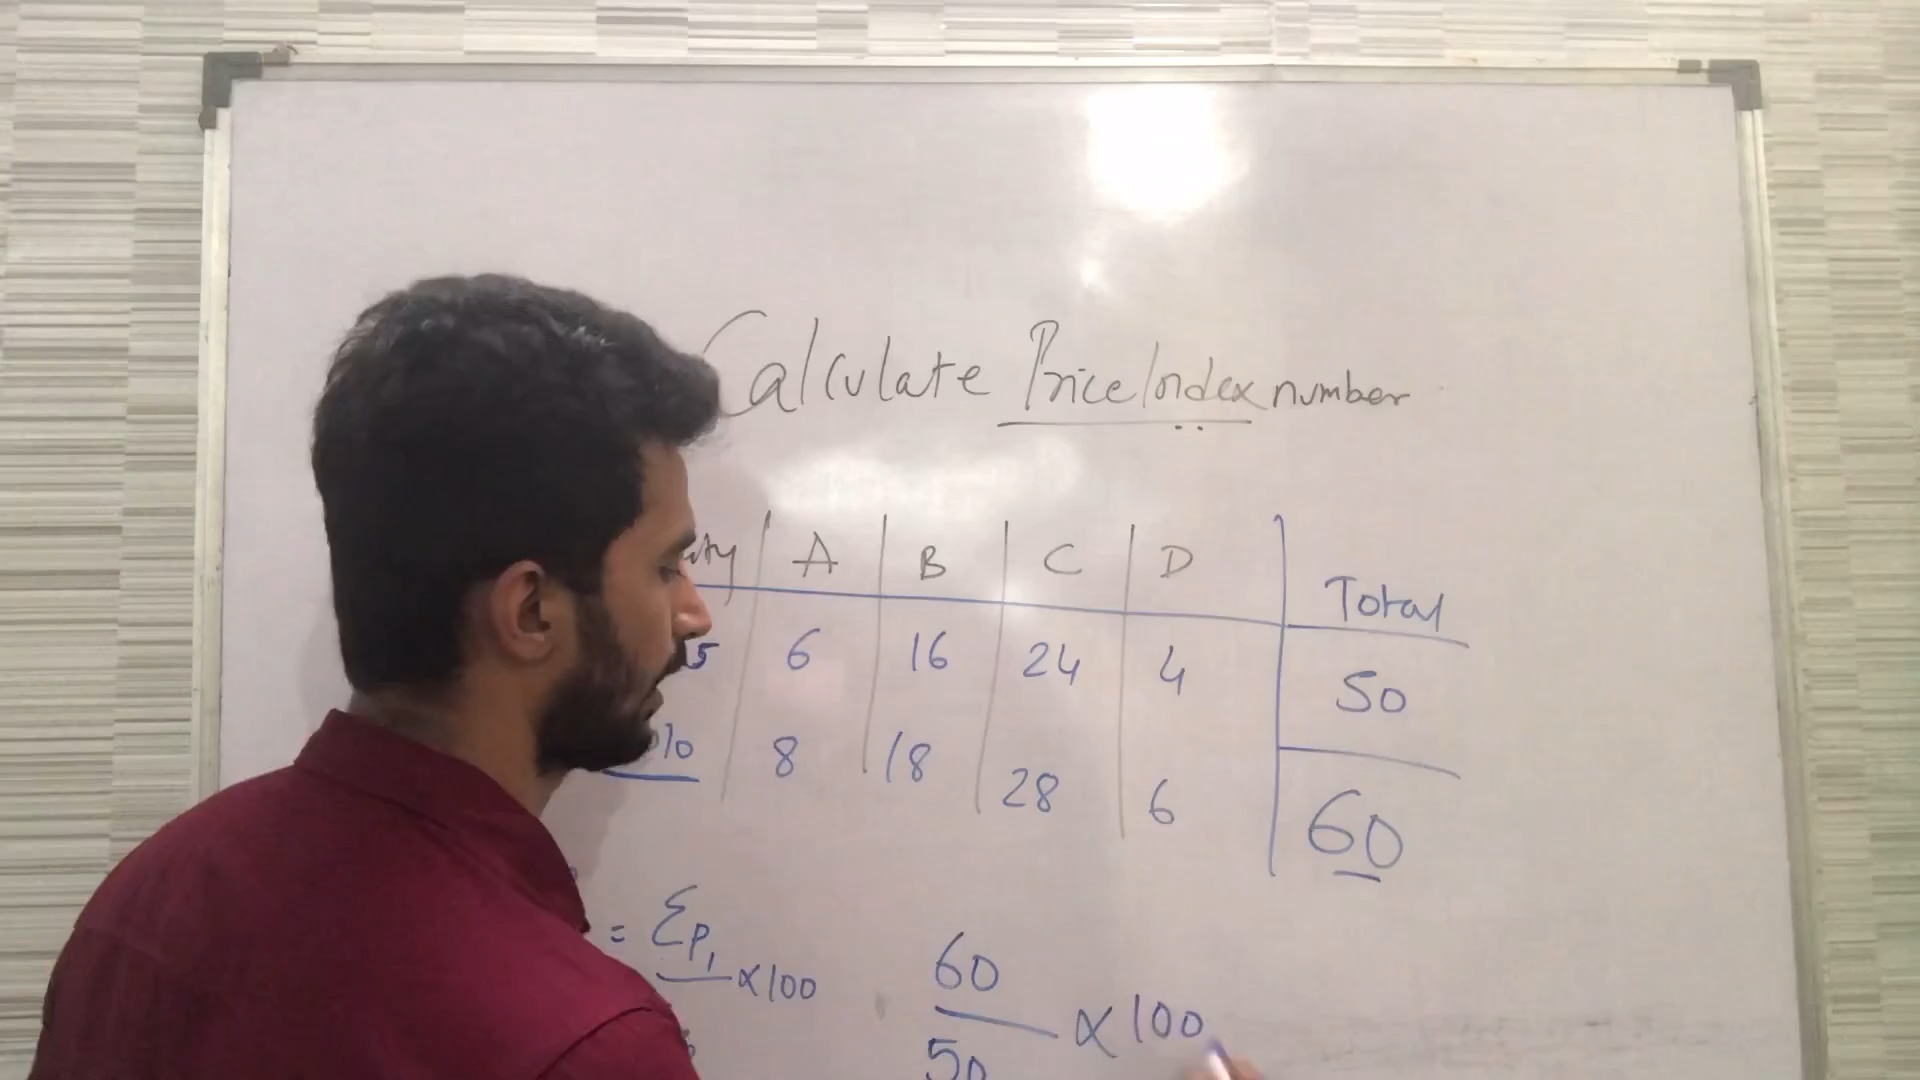 Calculate Price Index number
A B C D Total
5 6 16 24 4 50
10 8 18 28 6 60
= Σp₁ × 100
60
50 × 100